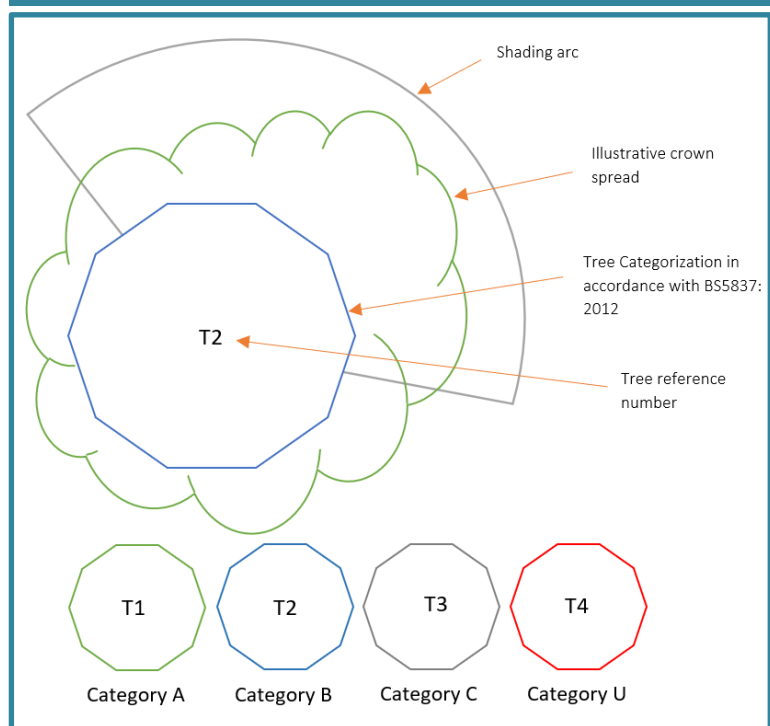 Shading arc
Illustrative crown
spread
Tree Categorization in
accordance with BS5837:
2012
T2
Tree reference
number
T1
T2
T3
T4
Category A
Category B
Category C
Category U